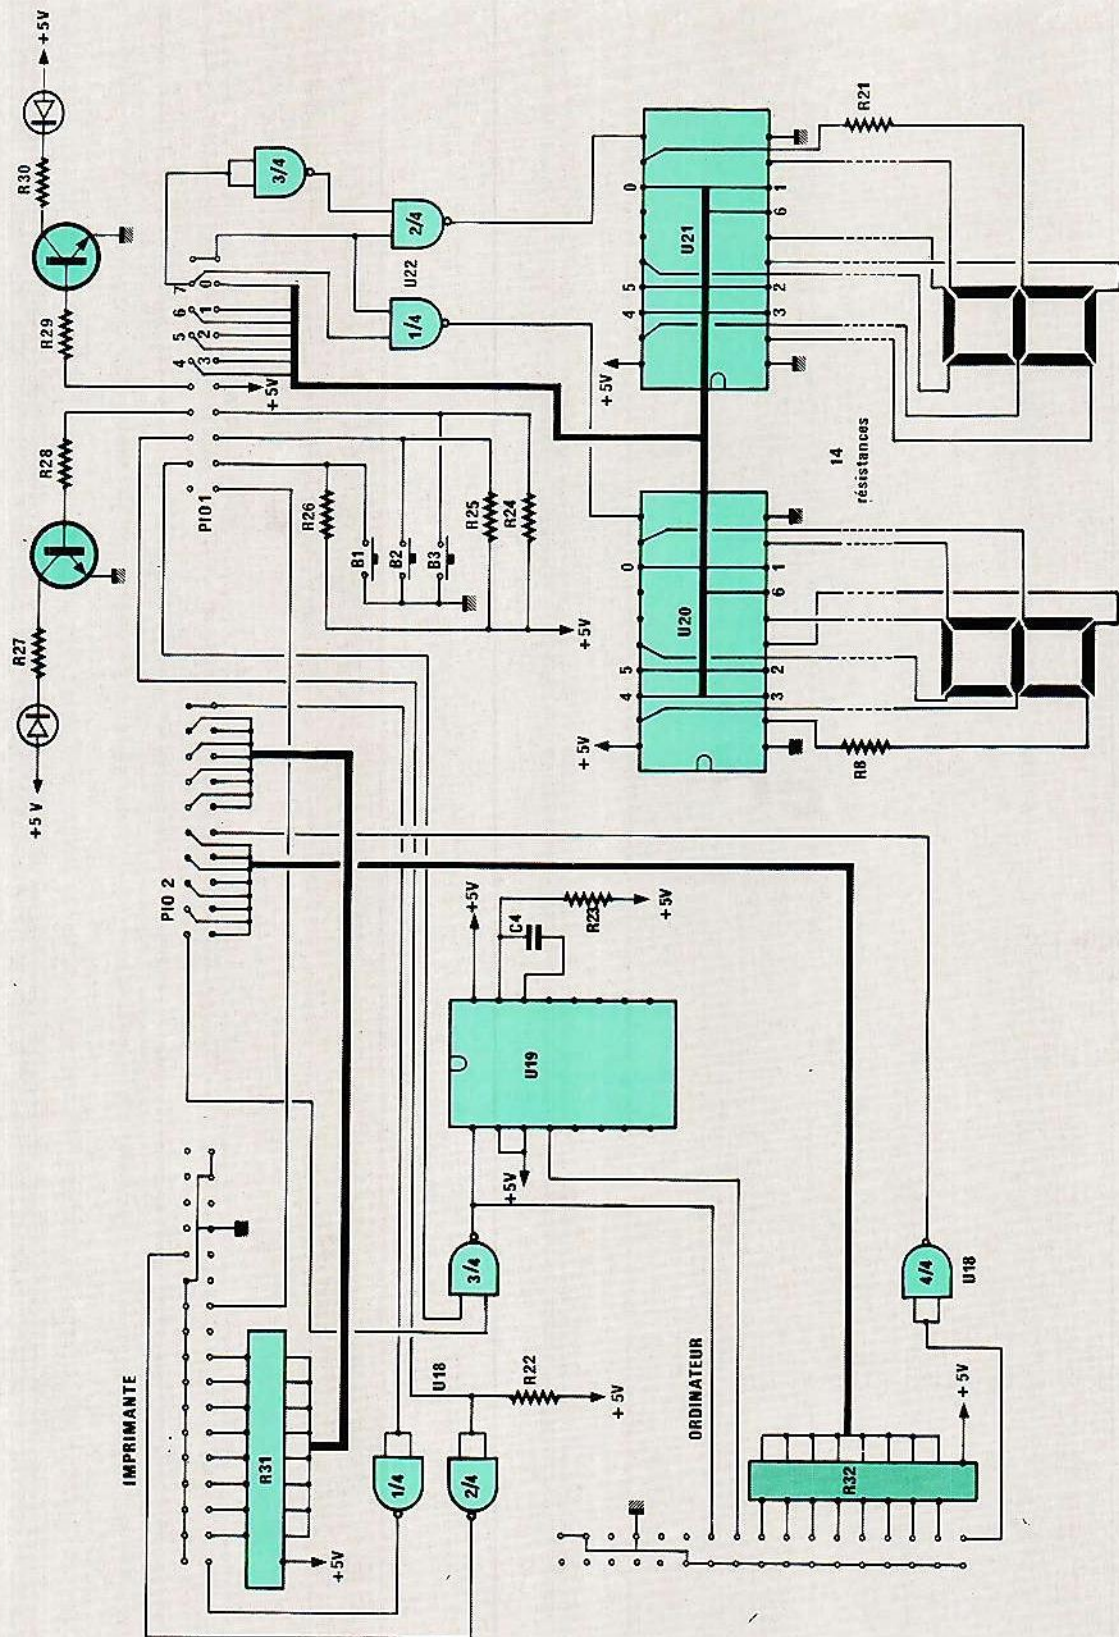 +5V
R30
R29
R28
R27
+5 V
3/4
2/4
U22
1/4
7 0
6 1
5 2
4 3
+5V
PIO 1
R26
B1
B2
B3
R25
R24
+5V
R21
0
U21
1
6
5
2
4
3
+5V
14
résistances
0
U20
1
6
5
2
4
3
+5V
R8
PIO 2
+5V
C4
R23
+5V
U19
+5V
3/4
IMPRIMANTE
R31
+5V
1/4
2/4
U18
R22
+5V
ORDINATEUR
R32
+5V
4/4
U18